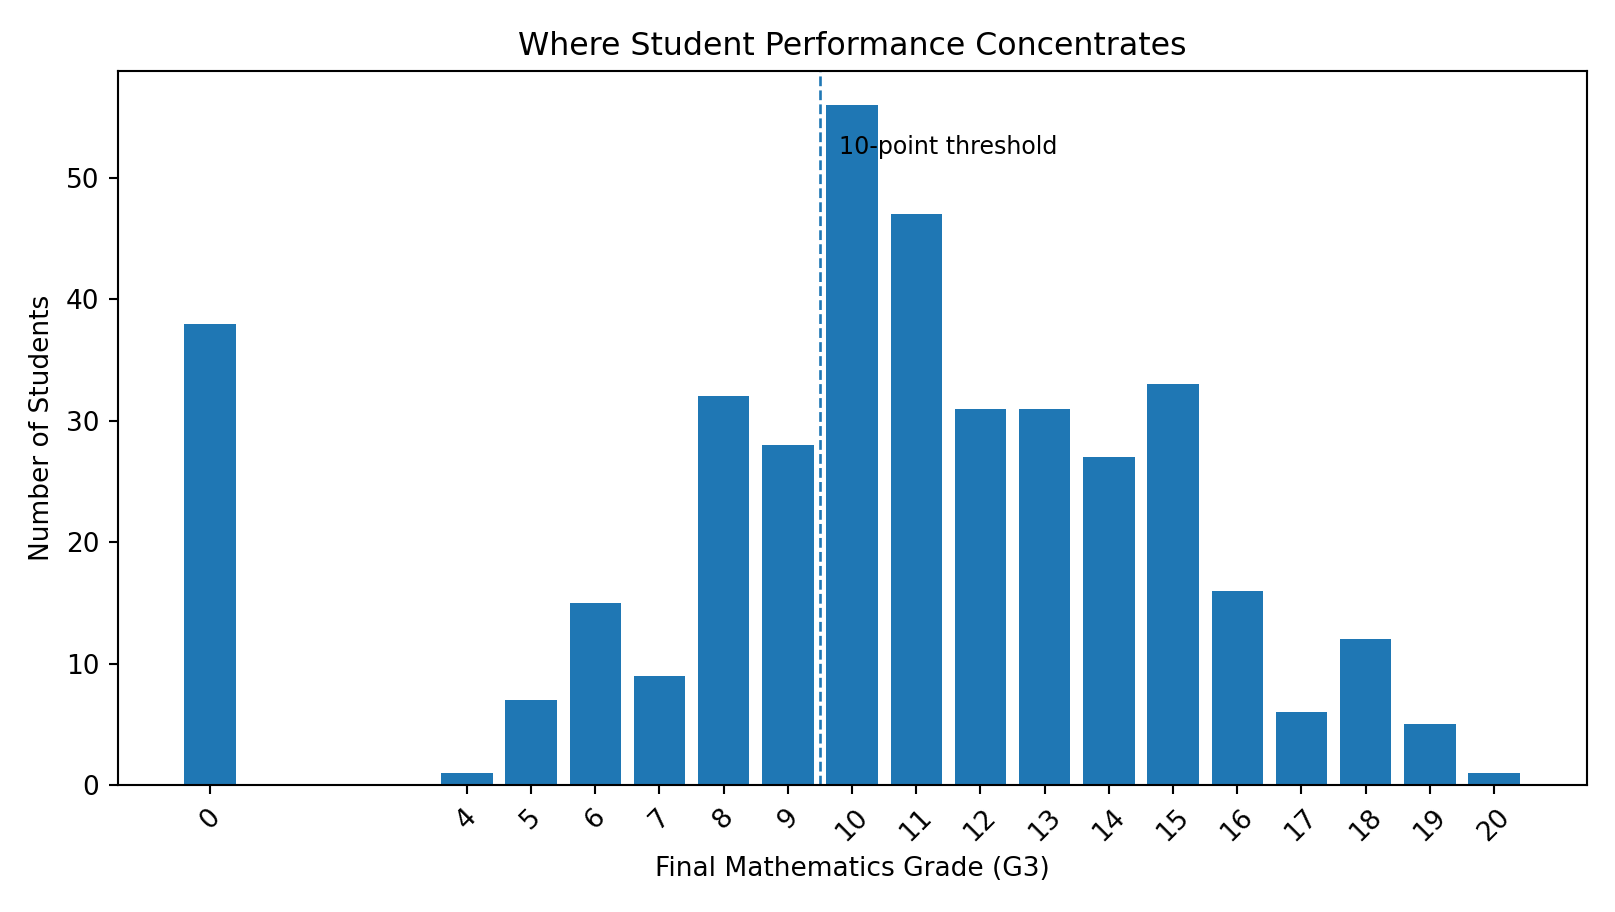 Where Student Performance Concentrates
10-point threshold
Number of Students
50
40
30
20
10
0
0 4 5 6 7 8 9 10 11 12 13 14 15 16 17 18 19 20
Final Mathematics Grade (G3)